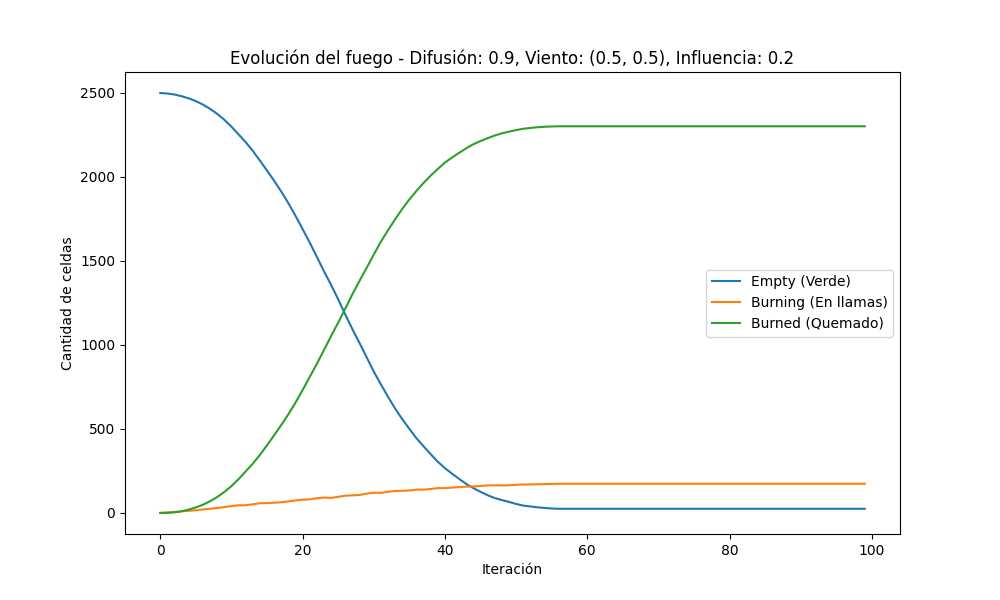 Evolución del fuego - Difusión: 0.9, Viento: (0.5, 0.5), Influencia: 0.2
Cantidad de celdas
2500
2000
1500
1000
500
0
Empty (Verde)
Burning (En llamas)
Burned (Quemado)
0 20 40 60 80 100
Iteración